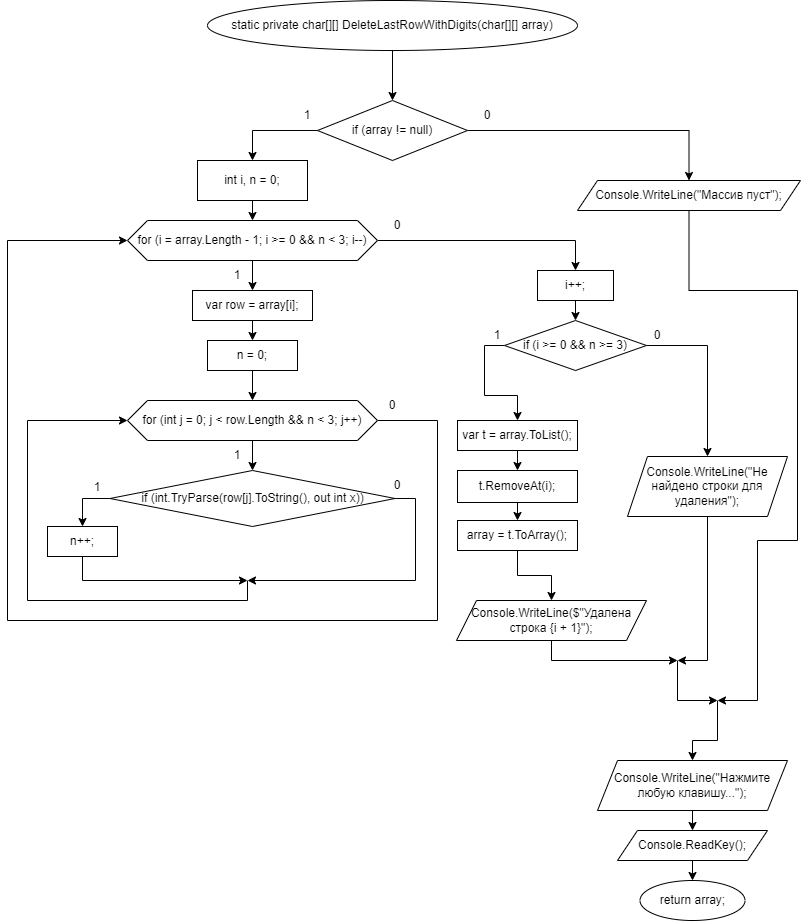 static private char[][] DeleteLastRowWithDigits(char[][] array)
1
0
if (array != null)
int i, n = 0;
Console.WriteLine("Массив пуст");
for (i = array.Length - 1; i >= 0 && n < 3; i--)
0
1
i++;
var row = array[i];
1
if (i >= 0 && n >= 3)
0
n = 0;
for (int j = 0; j < row.Length && n < 3; j++)
0
var t = array.ToList();
1
Console.WriteLine("Не
найдено строки для
удаления");
1
if (int.TryParse(row[j].ToString(), out int x))
0
t.RemoveAt(i);
n++;
array = t.ToArray();
Console.WriteLine($"Удалена
строка {i + 1}");
Console.WriteLine("Нажмите
любую клавишу...");
Console.ReadKey();
return array;